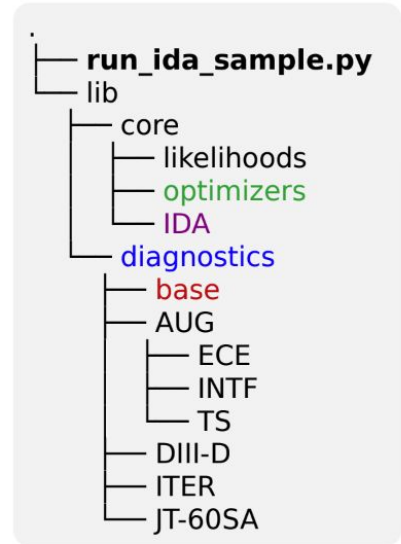 .
run_ida_sample.py
lib
core
likelihoods
optimizers
IDA
diagnostics
base
AUG
ECE
INTF
TS
DIII-D
ITER
JT-60SA